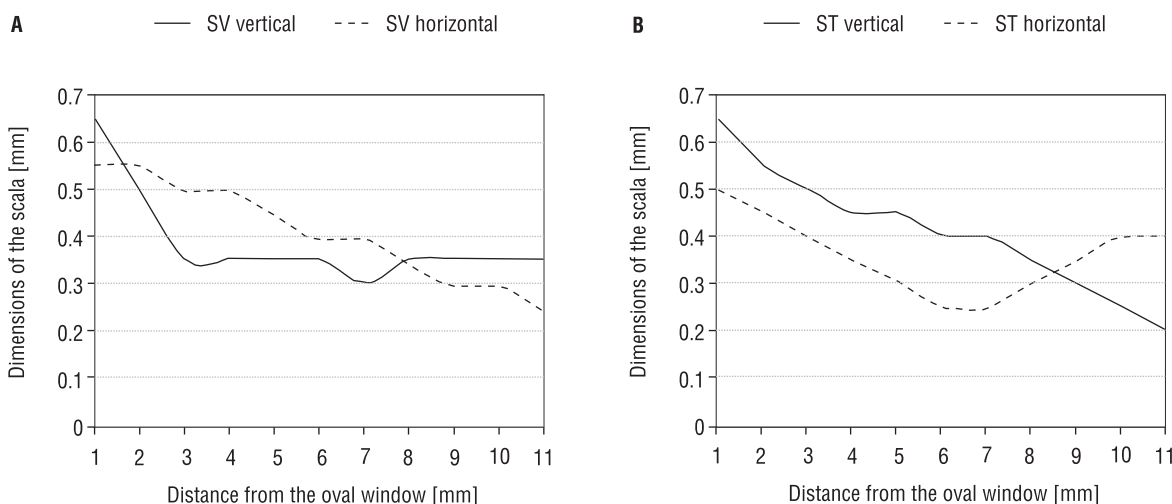 A
SV vertical SV horizontal
Dimensions of the scala [mm]
0.7
0.6
0.5
0.4
0.3
0.2
0.1
0
1 2 3 4 5 6 7 8 9 10 11
Distance from the oval window [mm]
B
ST vertical ST horizontal
Dimensions of the scala [mm]
0.7
0.6
0.5
0.4
0.3
0.2
0.1
0
1 2 3 4 5 6 7 8 9 10 11
Distance from the oval window [mm]